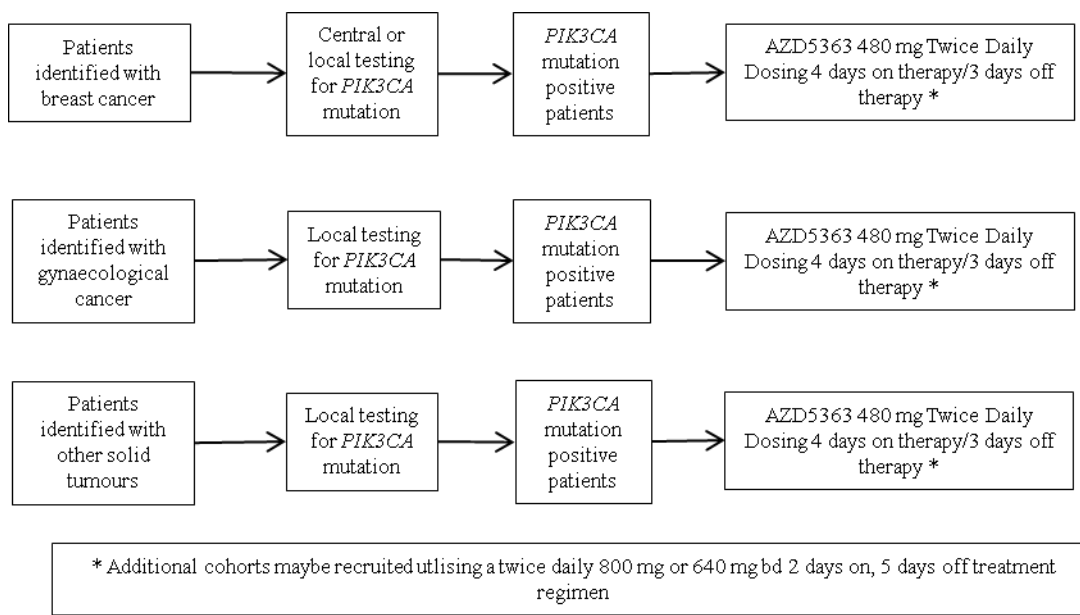 Patients
identified with
breast cancer
Central or
local testing
for PIK3CA
mutation
PIK3CA
mutation
positive
patients
AZD5363 480 mg Twice Daily
Dosing 4 days on therapy/3 days off
therapy *
Patients
identified with
gynaecological
cancer
Local testing
for PIK3CA
mutation
PIK3CA
mutation
positive
patients
AZD5363 480 mg Twice Daily
Dosing 4 days on therapy/3 days off
therapy *
Patients
identified with
other solid
tumours
Local testing
for PIK3CA
mutation
PIK3CA
mutation
positive
patients
AZD5363 480 mg Twice Daily
Dosing 4 days on therapy/3 days off
therapy *
* Additional cohorts maybe recruited utlising a twice daily 800 mg or 640 mg bd 2 days on, 5 days off treatment
regimen